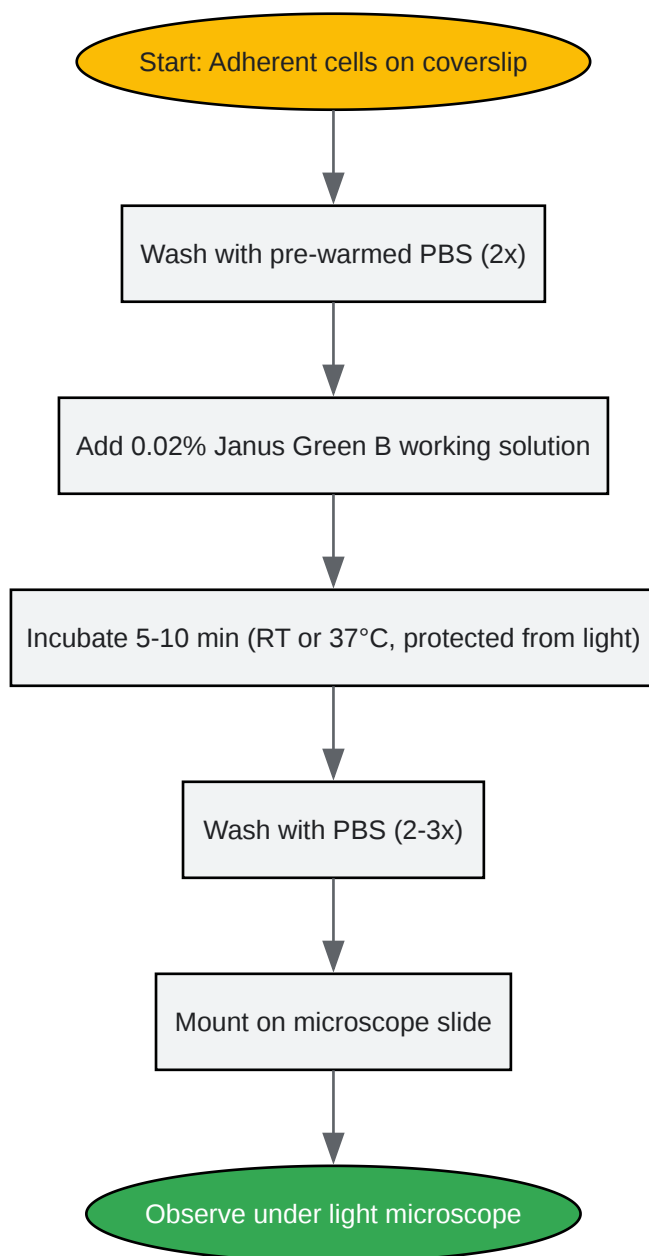 Start: Adherent cells on coverslip
Wash with pre-warmed PBS (2x)
Add 0.02% Janus Green B working solution
Incubate 5-10 min (RT or 37°C, protected from light)
Wash with PBS (2-3x)
Mount on microscope slide
Observe under light microscope